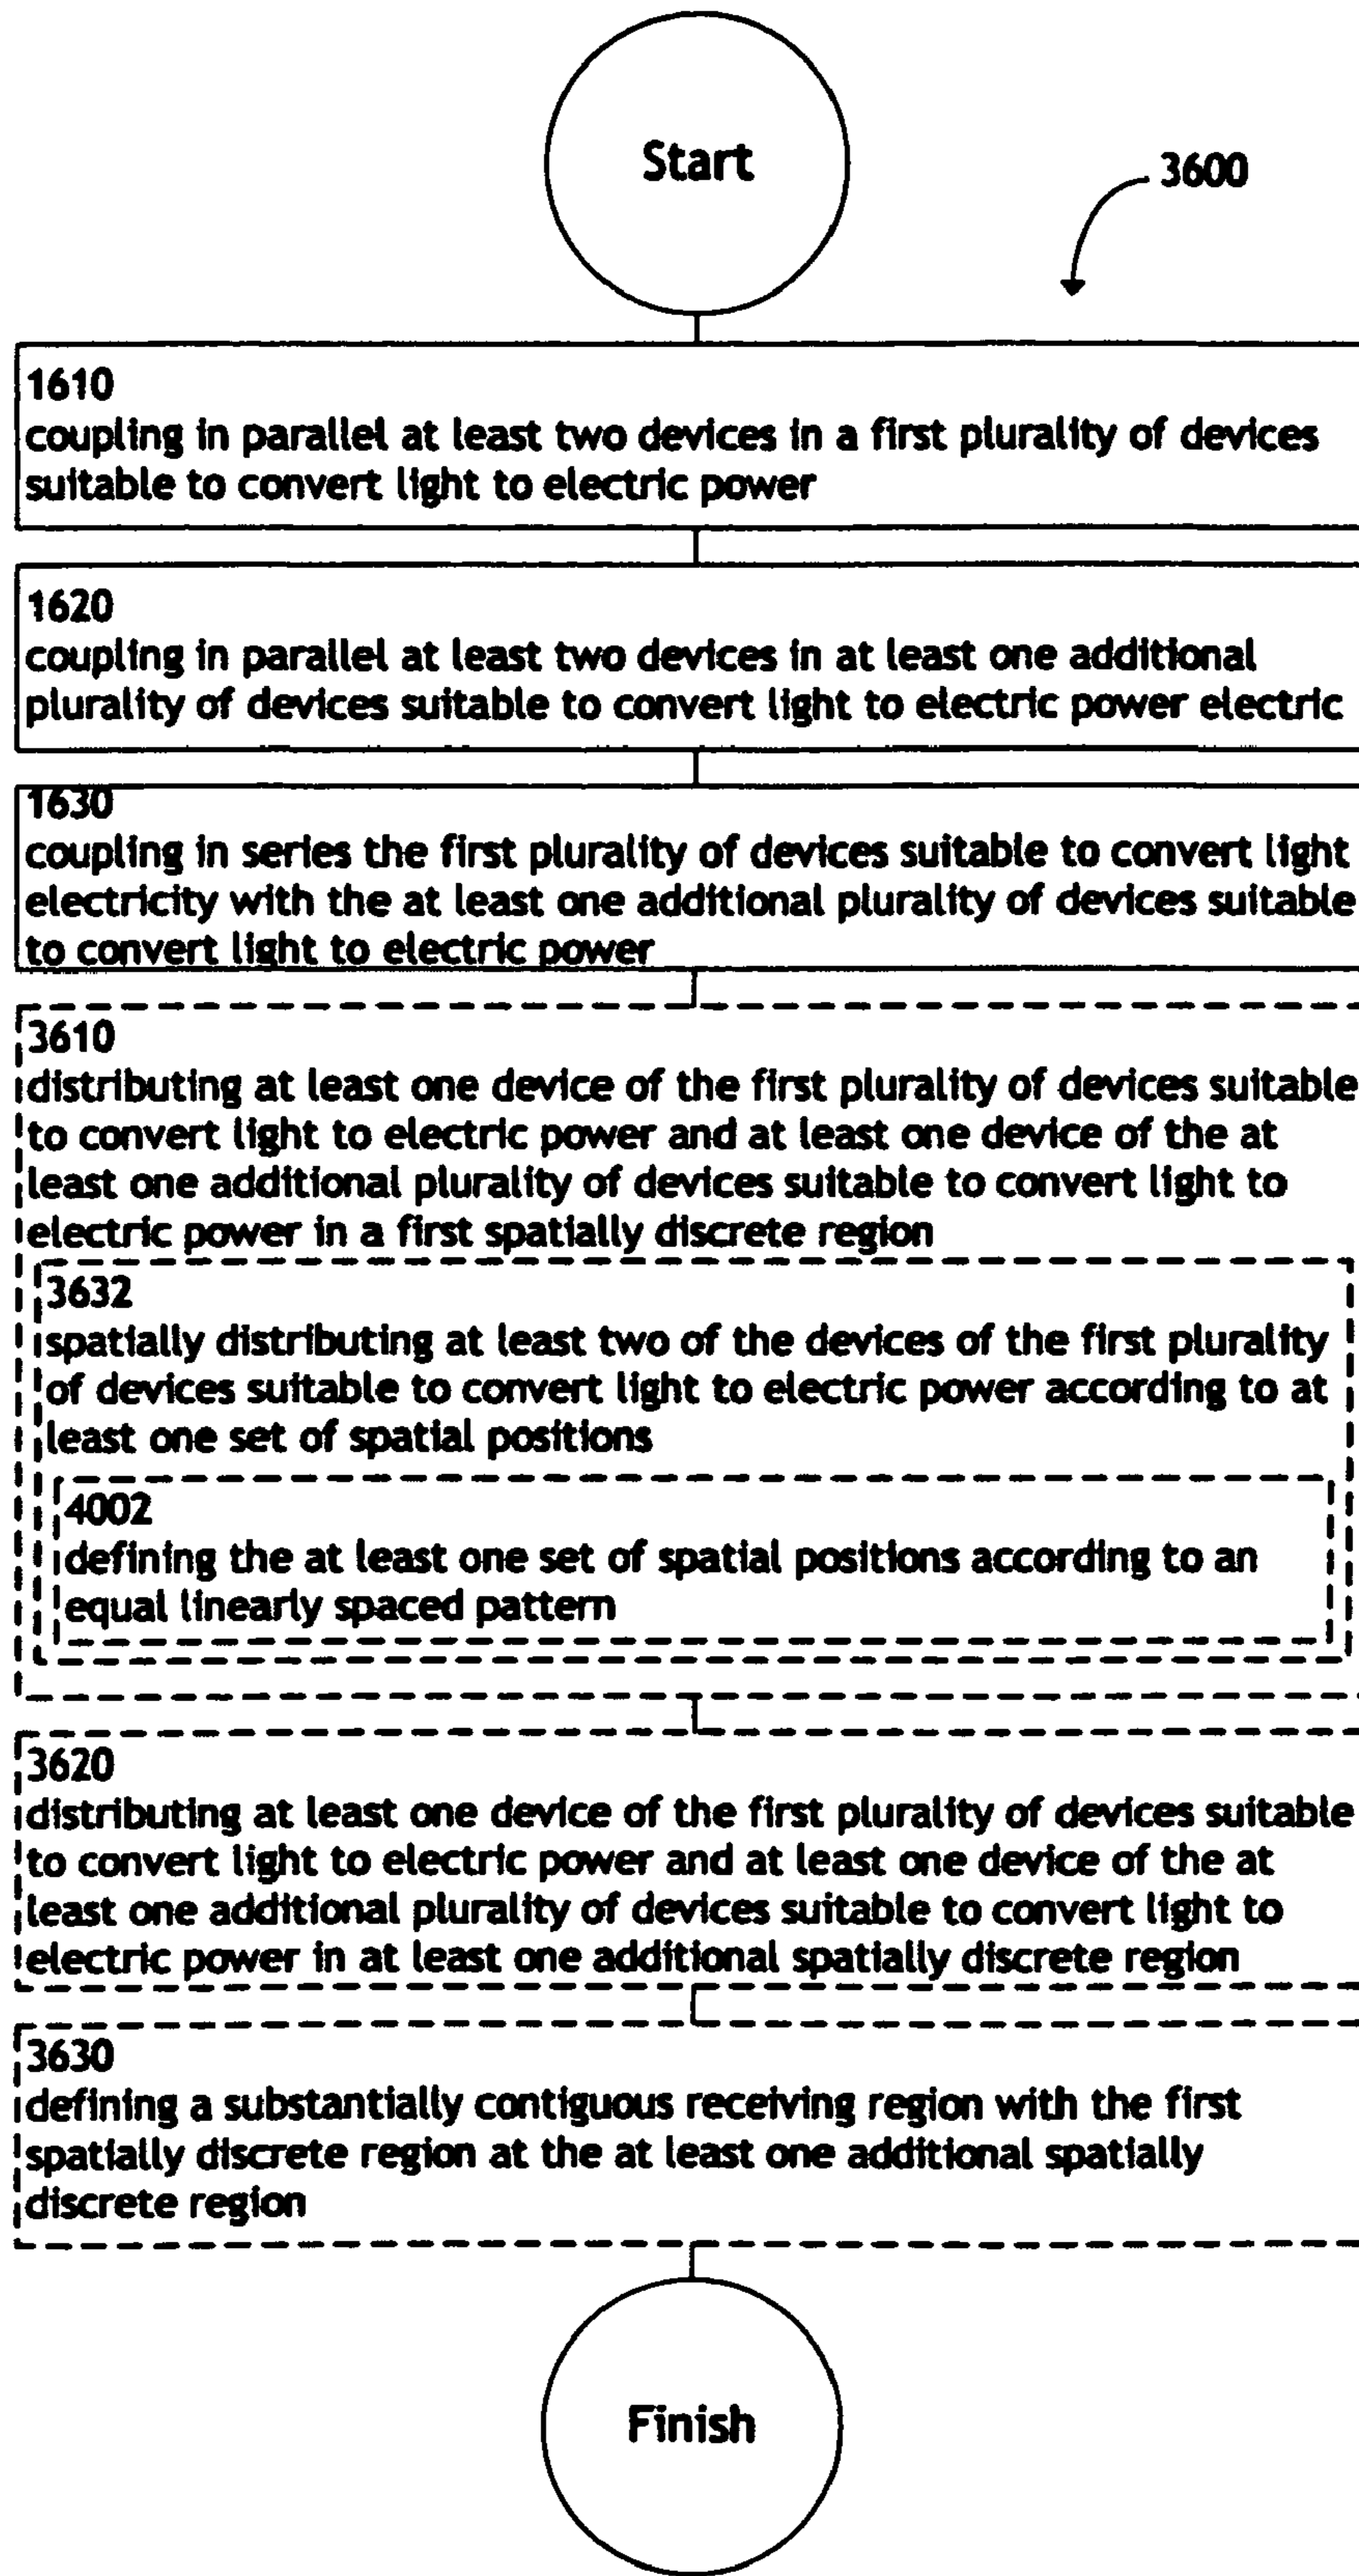 Start
3600
1610
coupling in parallel at least two devices in a first plurality of devices
suitable to convert light to electric power
1620
coupling in parallel at least two devices in at least one additional
plurality of devices suitable to convert light to electric power electric
1630
coupling in series the first plurality of devices suitable to convert light
electricity with the at least one additional plurality of devices suitable
to convert light to electric power
3610
distributing at least one device of the first plurality of devices suitable
to convert light to electric power and at least one device of the at
least one additional plurality of devices suitable to convert light to
electric power in a first spatially discrete region
3632
spatially distributing at least two of the devices of the first plurality
of devices suitable to convert light to electric power according to at
least one set of spatial positions
4002
defining the at least one set of spatial positions according to an
equal linearly spaced pattern
3620
distributing at least one device of the first plurality of devices suitable
to convert light to electric power and at least one device of the at
least one additional plurality of devices suitable to convert light to
electric power in at least one additional spatially discrete region
3630
defining a substantially contiguous receiving region with the first
spatially discrete region at the at least one additional spatially
discrete region
Finish